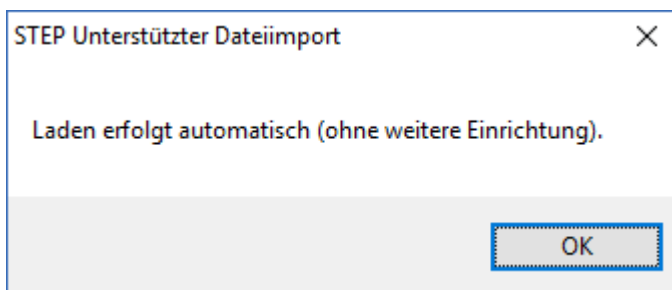 STEP Unterstützter Dateiimport
Laden erfolgt automatisch (ohne weitere Einrichtung).
OK